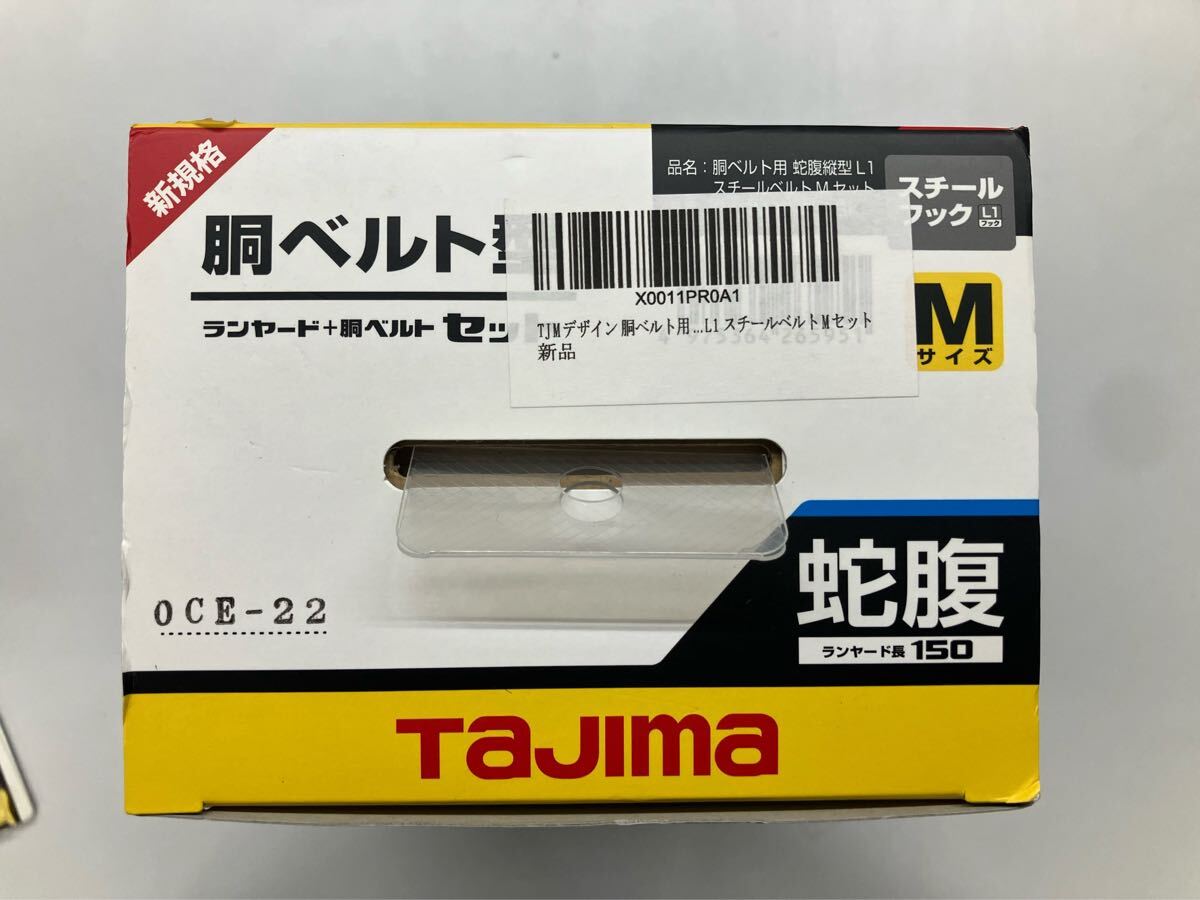 新規格
品名：胴ベルト用 蛇腹縦型 L1
スチールベルト M セット
スチール
フック L1
フック
胴ベルト型
ランヤード+胴ベルト セット
X0011PR0A1
TJMデザイン 胴ベルト用 ...L1 スチールベルトMセット
新品
4 975364 265951
M
サイズ
蛇腹
ランヤード長 150
OCE-22
TaJIma